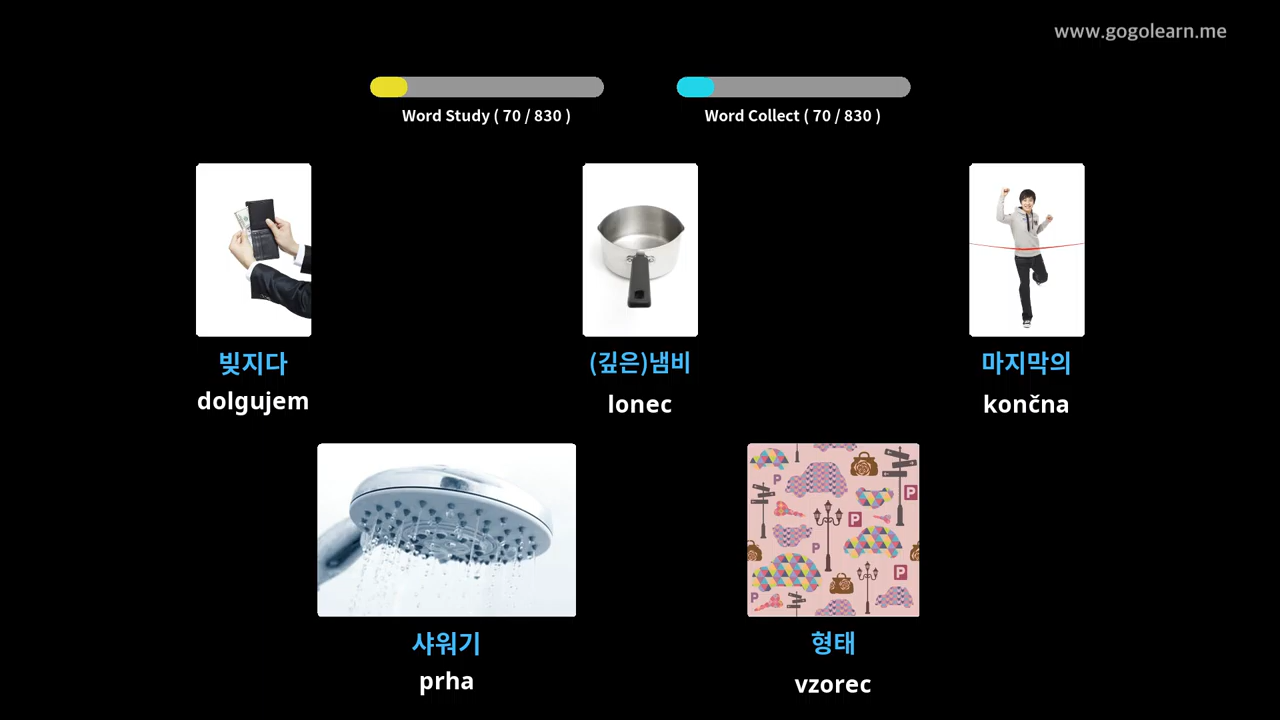 www.gogolearn.me
Word Study ( 70 / 830 )
Word Collect ( 70 / 830 )
빚지다
dolgujem
(깊은)냄비
lonec
마지막의
končna
샤워기
prha
형태
vzorec
P
P
P
P
P
P